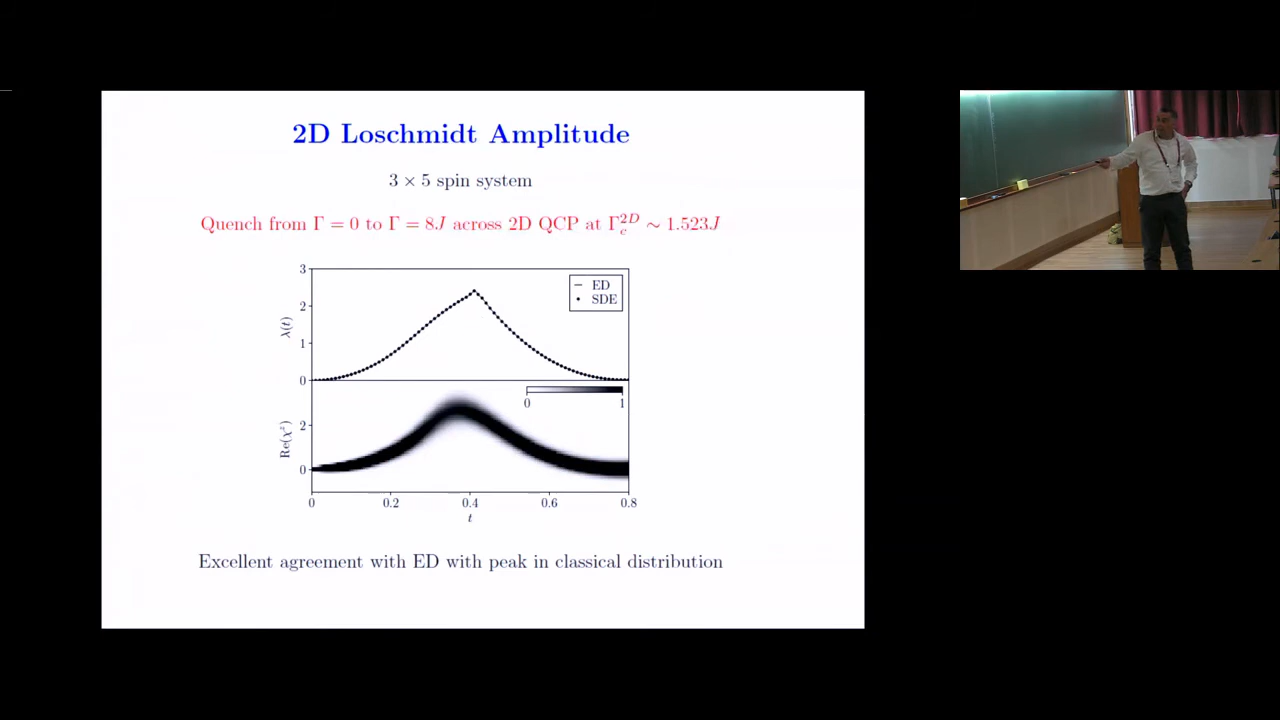 2D Loschmidt Amplitude
3 × 5 spin system
Quench from Γ = 0 to Γ = 8J across 2D QCP at Γ_c^{2D} ∼ 1.523J
3
2
1
0
λ(t)
– ED
• SDE
0 1
2
0
Re(χ^z)
0 0.2 0.4 0.6 0.8
t
Excellent agreement with ED with peak in classical distribution